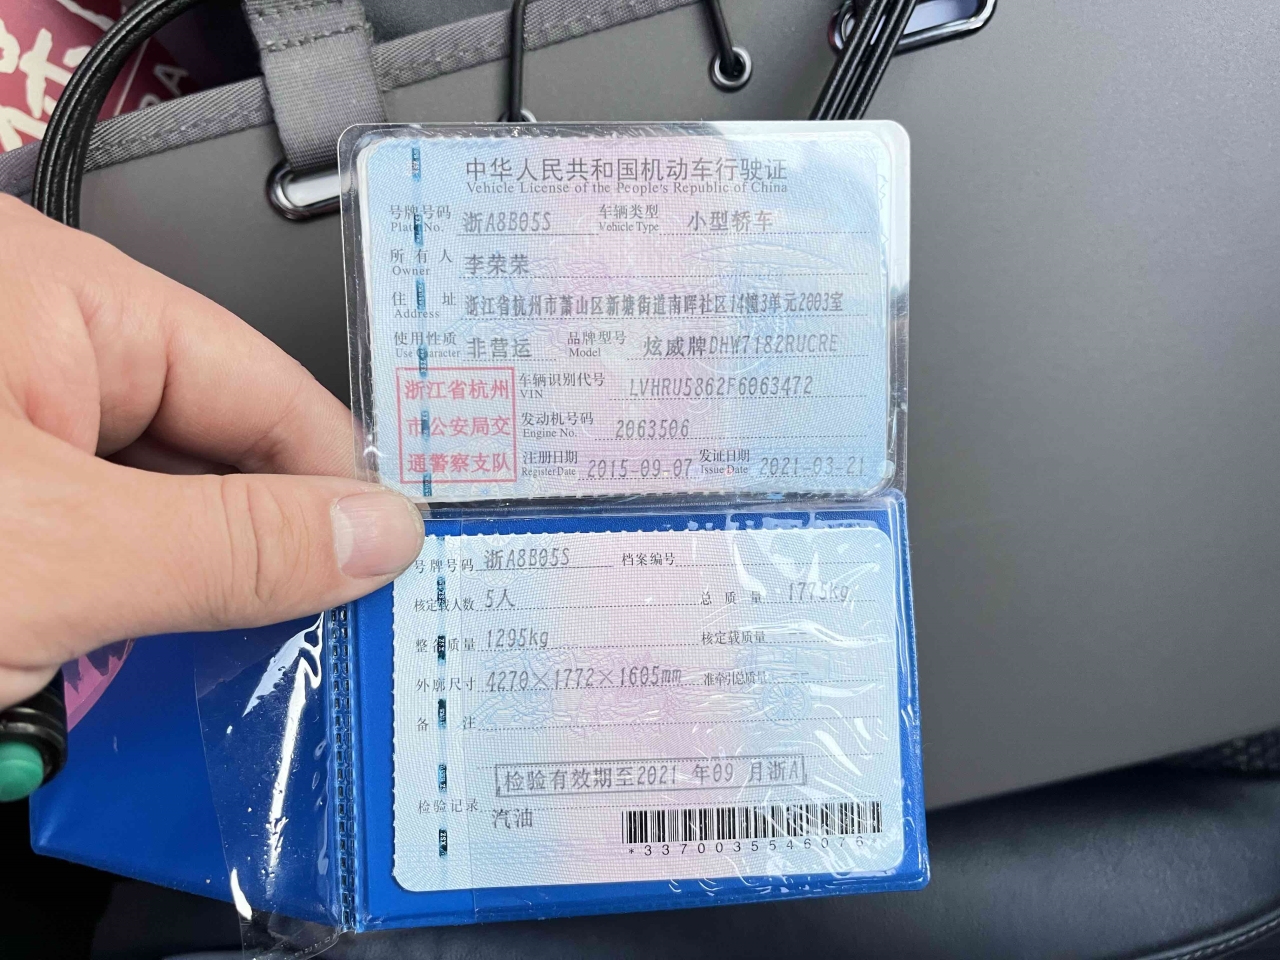 中华人民共和国机动车行驶证
Vehicle License of the People's Republic of China
号牌号码 浙A8B05S 车辆类型 小型轿车
Plate No. Vehicle Type
所有人 李荣荣
Owner
住址 浙江省杭州市萧山区新塘街道南晖社区14幢3单元2003室
Address
使用性质 非营运 品牌型号 炫威牌DHW7182RUCRE
Use Character Model
浙江省杭州
市公安局交
通警察支队
车辆识别代号 LVHRU5862F6063472
VIN
发动机号码 2063506
Engine No.
注册日期 2015-09-07 发证日期 2021-03-21
Register Date Issue Date
号牌号码 浙A8B05S 档案编号
核定载人数 5人 总质量 1775kg
整备质量 1295kg 核定载质量 --
外廓尺寸 4270×1772×1605mm 准牵引总质量 --
备注
检验有效期至2021 年09 月浙A
检验记录
汽油
*3370035546076*